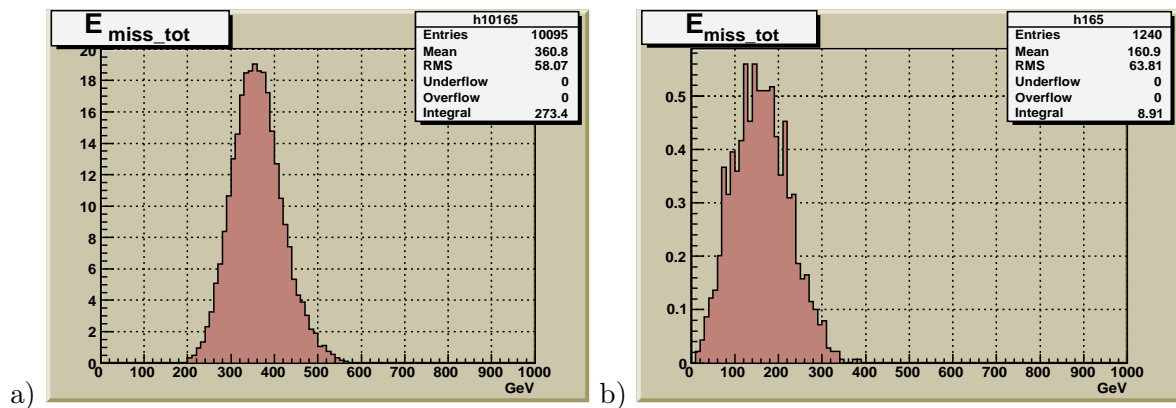 E miss_tot
h10165
Entries 10095
Mean 360.8
RMS 58.07
Underflow 0
Overflow 0
Integral 273.4
20
18
16
14
12
10
8
6
4
2
0
0 100 200 300 400 500 600 700 800 900 1000
GeV
a)
E miss_tot
h165
Entries 1240
Mean 160.9
RMS 63.81
Underflow 0
Overflow 0
Integral 8.91
0.5
0.4
0.3
0.2
0.1
0
0 100 200 300 400 500 600 700 800 900 1000
GeV
b)